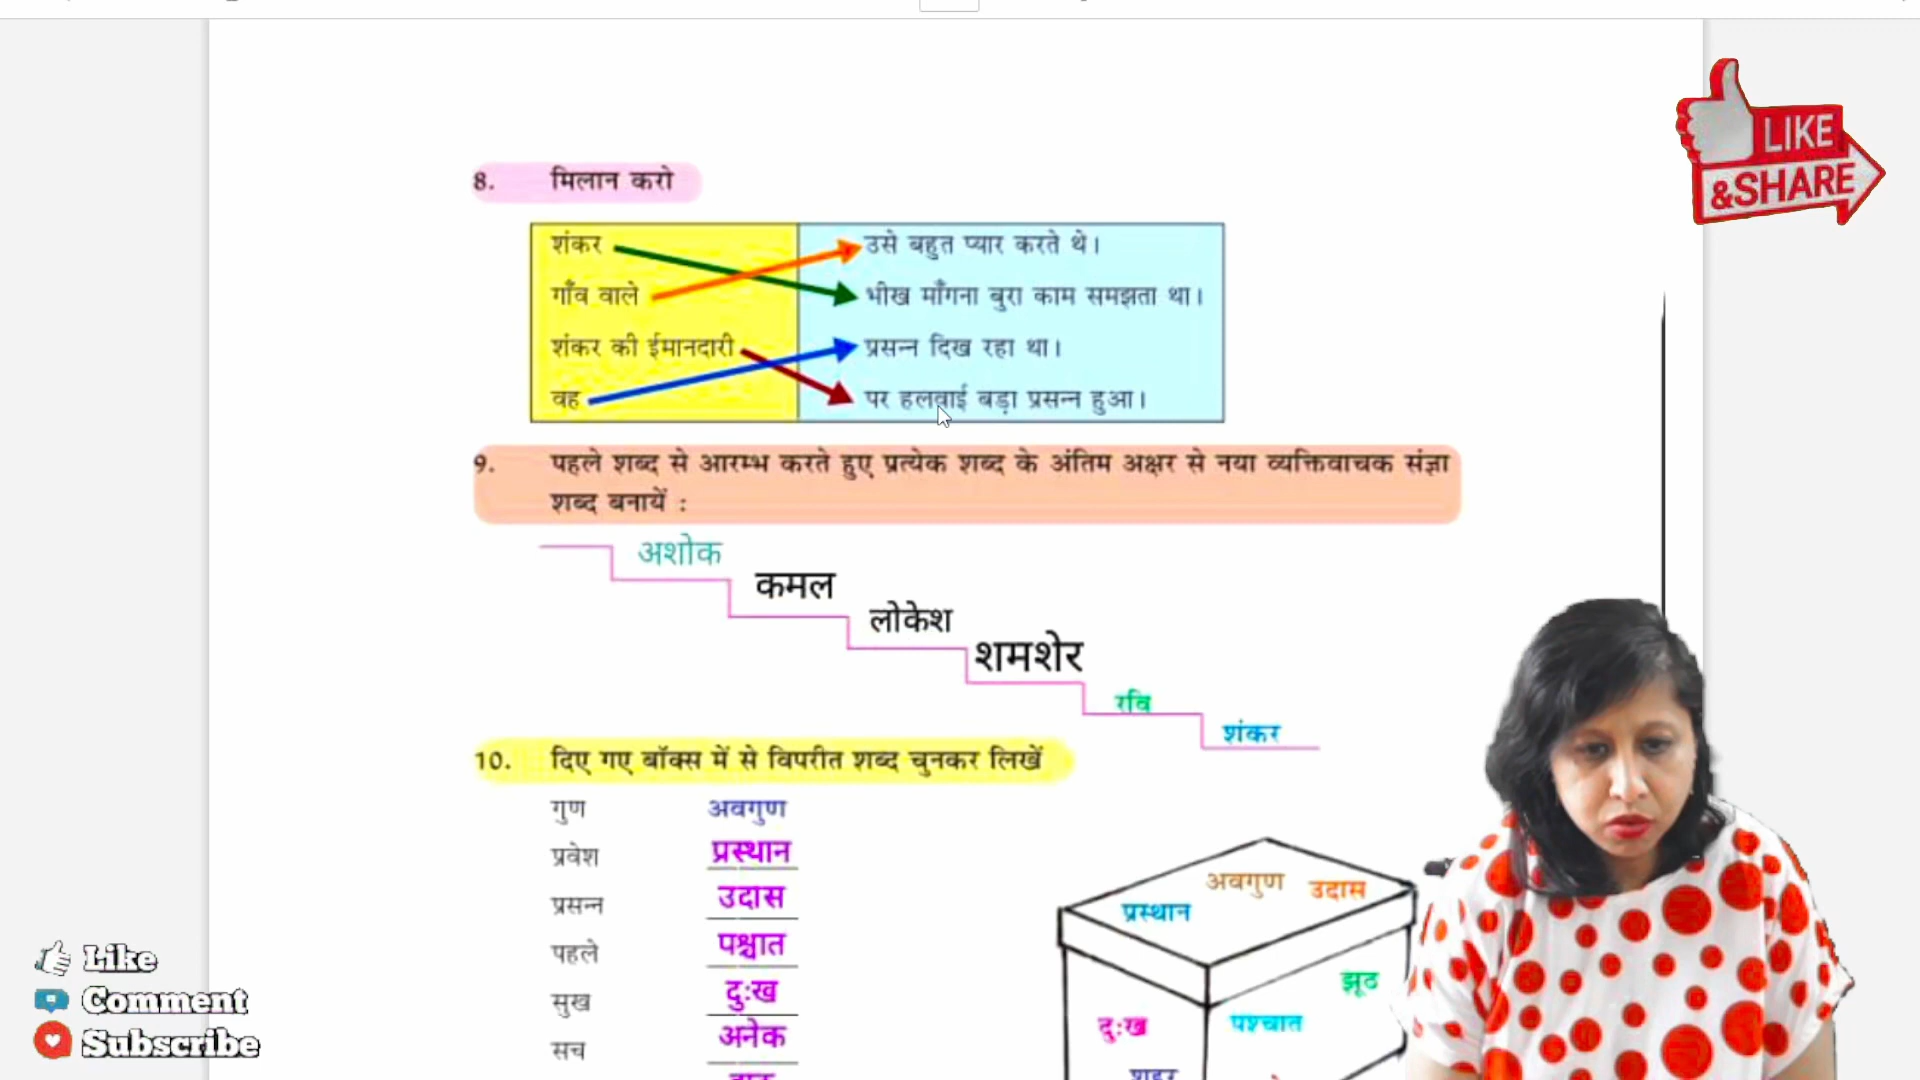 LIKE
&SHARE
8. मिलान करो
शंकर उसे बहुत प्यार करते थे।
गाँव वाले भीख माँगना बुरा काम समझता था।
शंकर की ईमानदारी प्रसन्न दिख रहा था।
वह पर हलवाई बड़ा प्रसन्न हुआ।
9. पहले शब्द से आरम्भ करते हुए प्रत्येक शब्द के अंतिम अक्षर से नया व्यक्तिवाचक संज्ञा
शब्द बनायें :
अशोक
कमल
लोकेश
शमशेर
रवि
शंकर
10. दिए गए बॉक्स में से विपरीत शब्द चुनकर लिखें
गुण अवगुण
प्रवेश प्रस्थान
प्रसन्न उदास
पहले पश्चात
सुख दुःख
सच अनेक
अवगुण उदास
प्रस्थान
झूठ
दुःख पश्चात
शहर
Like
Comment
Subscribe